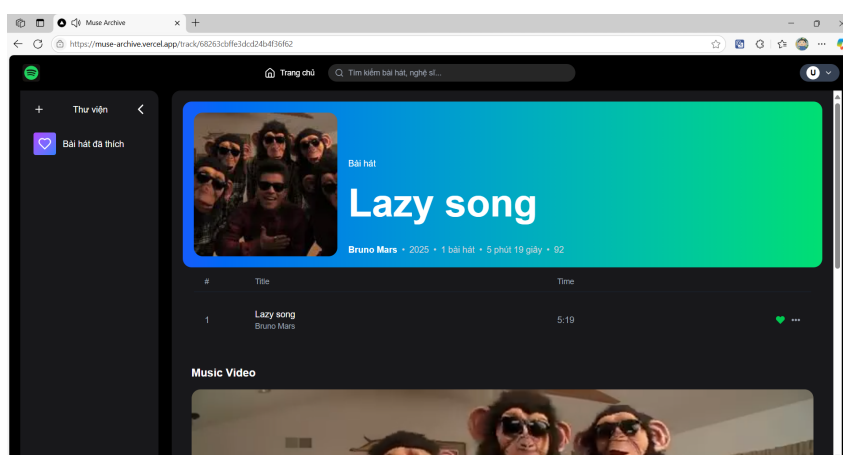 Muse Archive
https://muse-archive.vercel.app/track/68263cbffe3dcd24b4f36f62
Trang chủ
Tìm kiếm bài hát, nghệ sĩ...
U
Thư viện
Bài hát đã thích
Bài hát
Lazy song
Bruno Mars • 2025 • 1 bài hát • 5 phút 19 giây • 92
# Title Time
1 Lazy song 5:19
Bruno Mars
Music Video